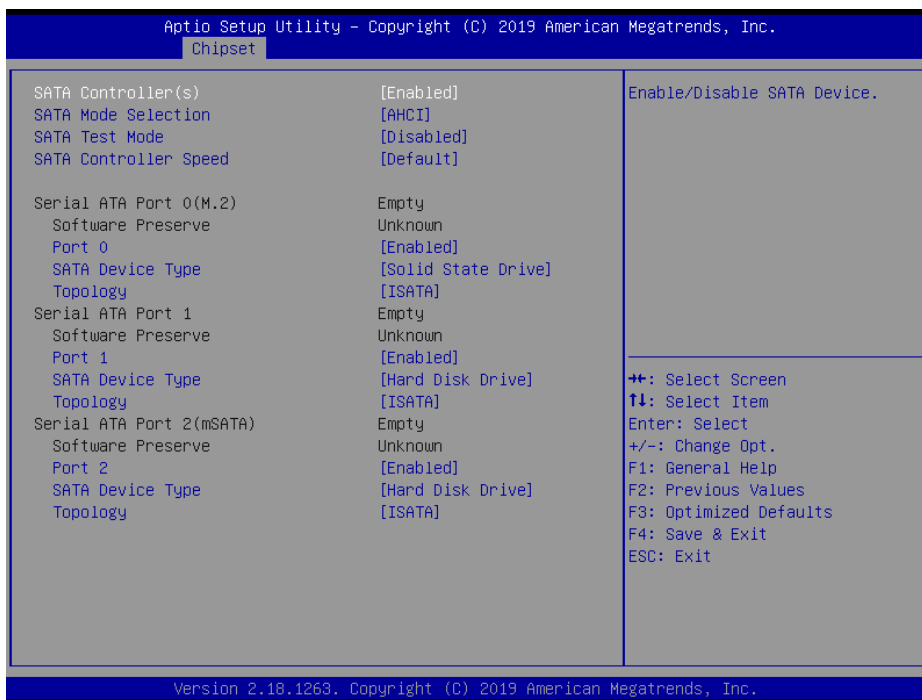 Aptio Setup Utility – Copyright (C) 2019 American Megatrends, Inc.
Chipset
SATA Controller(s) [Enabled]
SATA Mode Selection [AHCI]
SATA Test Mode [Disabled]
SATA Controller Speed [Default]
Serial ATA Port 0(M.2) Empty
Software Preserve Unknown
Port 0 [Enabled]
SATA Device Type [Solid State Drive]
Topology [ISATA]
Serial ATA Port 1 Empty
Software Preserve Unknown
Port 1 [Enabled]
SATA Device Type [Hard Disk Drive]
Topology [ISATA]
Serial ATA Port 2(mSATA) Empty
Software Preserve Unknown
Port 2 [Enabled]
SATA Device Type [Hard Disk Drive]
Topology [ISATA]
Enable/Disable SATA Device.
→←: Select Screen
↑↓: Select Item
Enter: Select
+/-: Change Opt.
F1: General Help
F2: Previous Values
F3: Optimized Defaults
F4: Save & Exit
ESC: Exit
Version 2.18.1263. Copyright (C) 2019 American Megatrends, Inc.